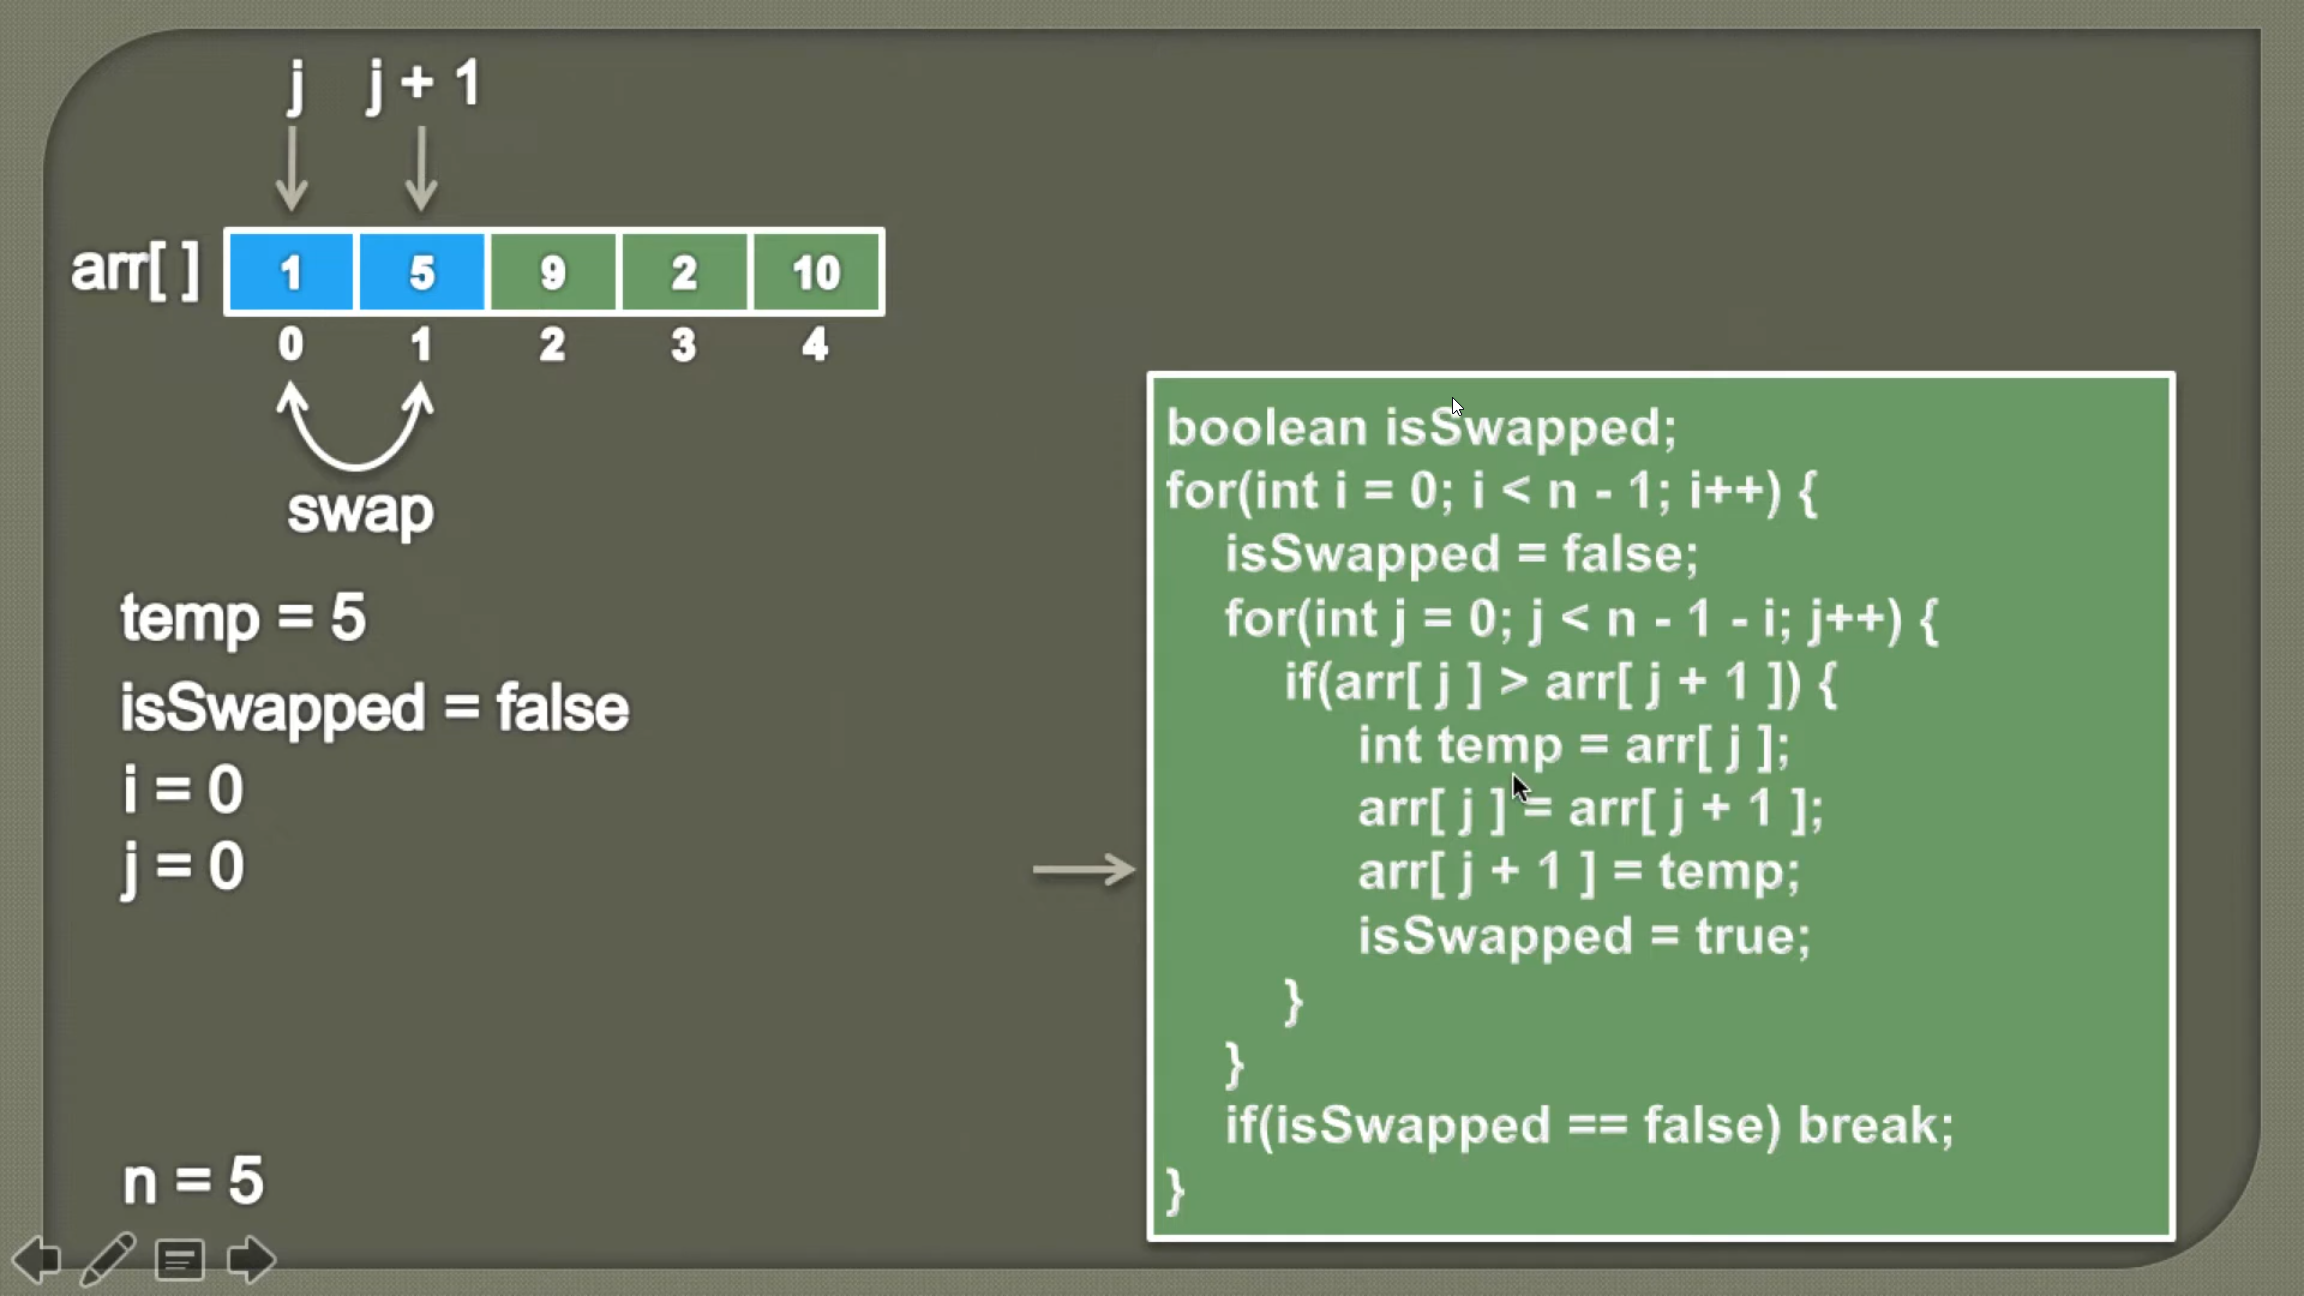 j j + 1
arr[ ] 1 5 9 2 10
0 1 2 3 4
swap
temp = 5
isSwapped = false
i = 0
j = 0
n = 5
boolean isSwapped;
for(int i = 0; i < n - 1; i++) {
isSwapped = false;
for(int j = 0; j < n - 1 - i; j++) {
if(arr[ j ] > arr[ j + 1 ]) {
int temp = arr[ j ];
arr[ j ] = arr[ j + 1 ];
arr[ j + 1 ] = temp;
isSwapped = true;
}
}
if(isSwapped == false) break;
}